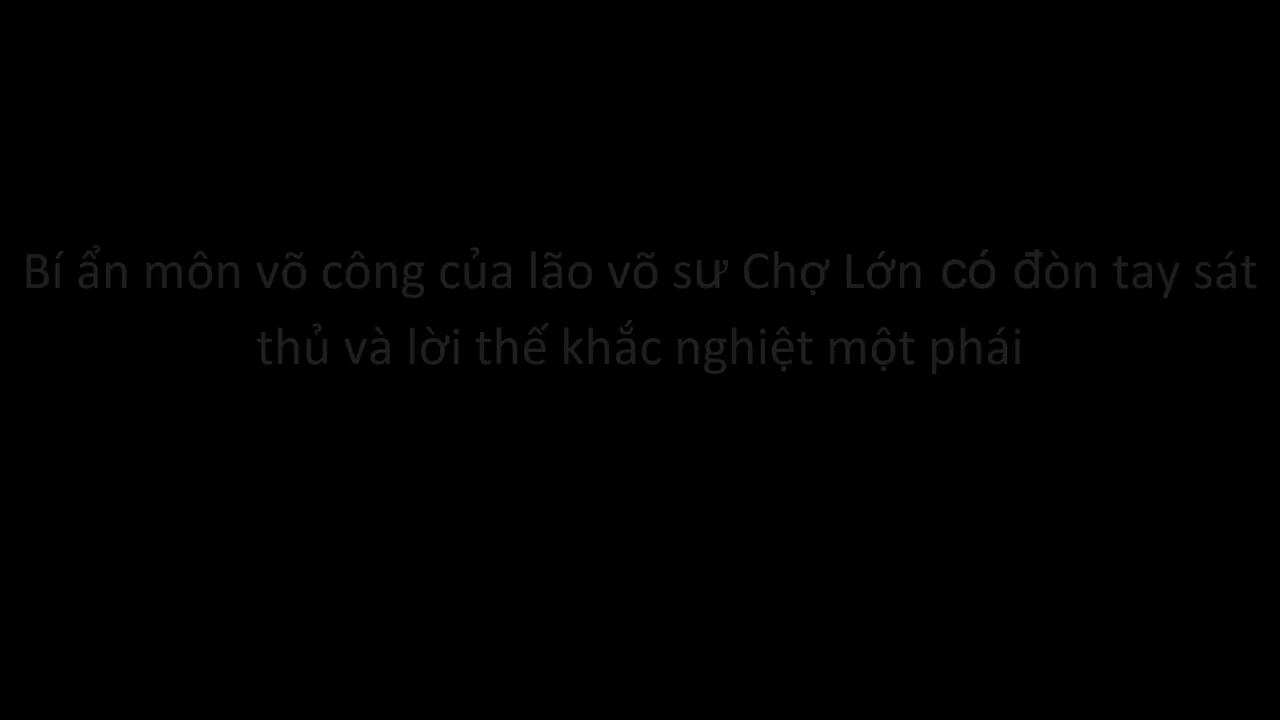 Bí ẩn môn võ công của lão võ sư Chợ Lớn có đòn tay sát
thủ và lời thế khắc nghiệt một phái